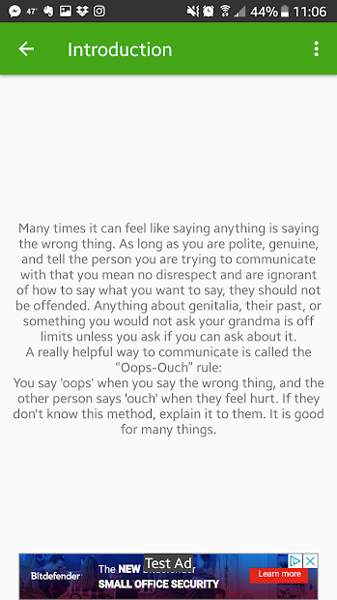 47° 44% 11:06
Introduction
Many times it can feel like saying anything is saying
the wrong thing. As long as you are polite, genuine,
and tell the person you are trying to communicate
with that you mean no disrespect and are ignorant
of how to say what you want to say, they should not
be offended. Anything about genitalia, their past, or
something you would not ask your grandma is off
limits unless you ask if you can ask about it.
A really helpful way to communicate is called the
“Oops-Ouch” rule:
You say 'oops' when you say the wrong thing, and the
other person says 'ouch' when they feel hurt. If they
don't know this method, explain it to them. It is good
for many things.
Test Ad
Bitdefender
The NEW Bitdefender
SMALL OFFICE SECURITY
Learn more